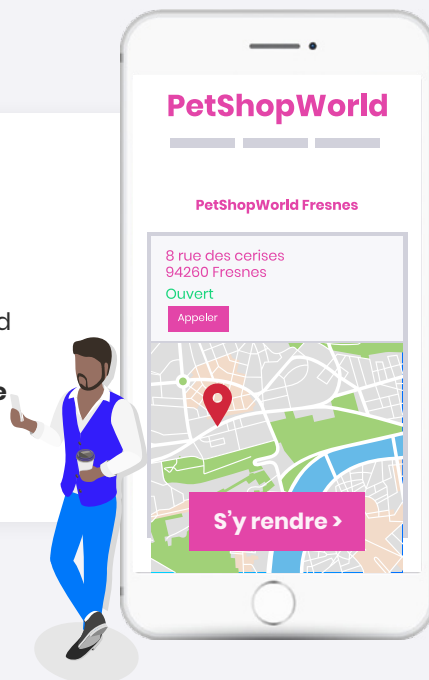 PetShopWorld
PetShopWorld Fresnes
8 rue des cerises
94260 Fresnes
Ouvert
Appeler
S'y rendre >